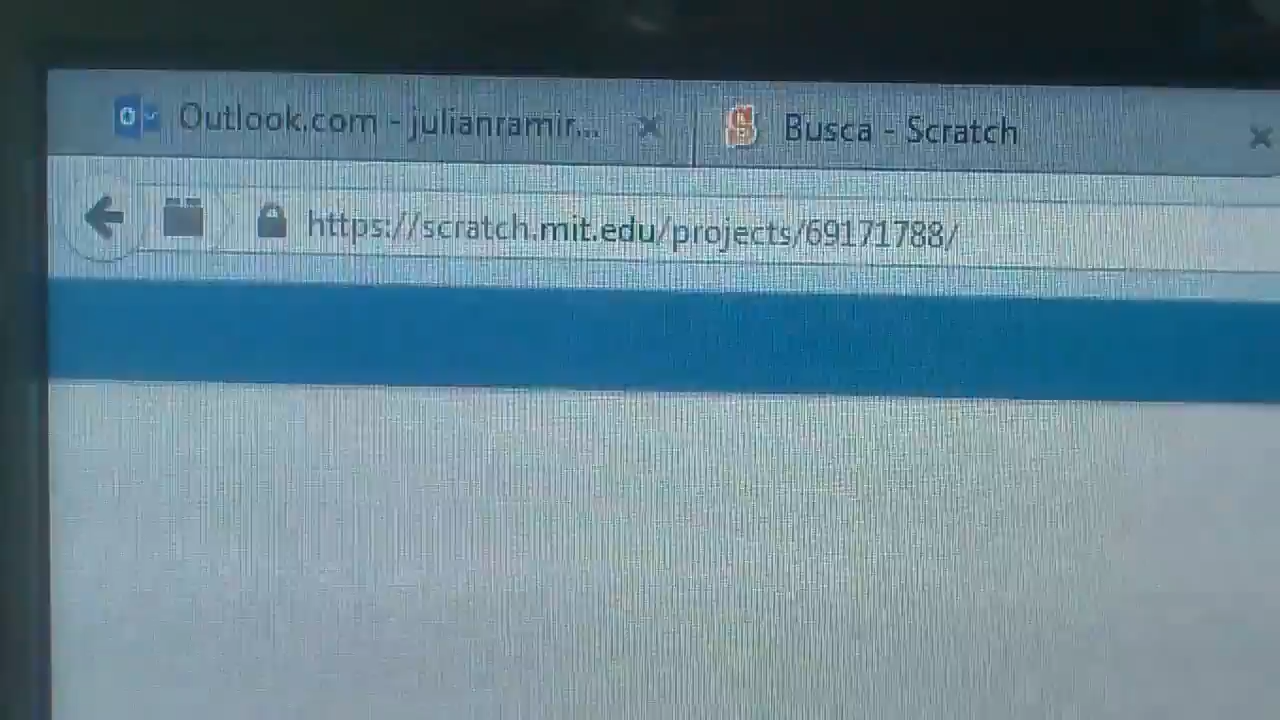 Outlook.com - julianramir...
Busca - Scratch
https://scratch.mit.edu/projects/69171788/